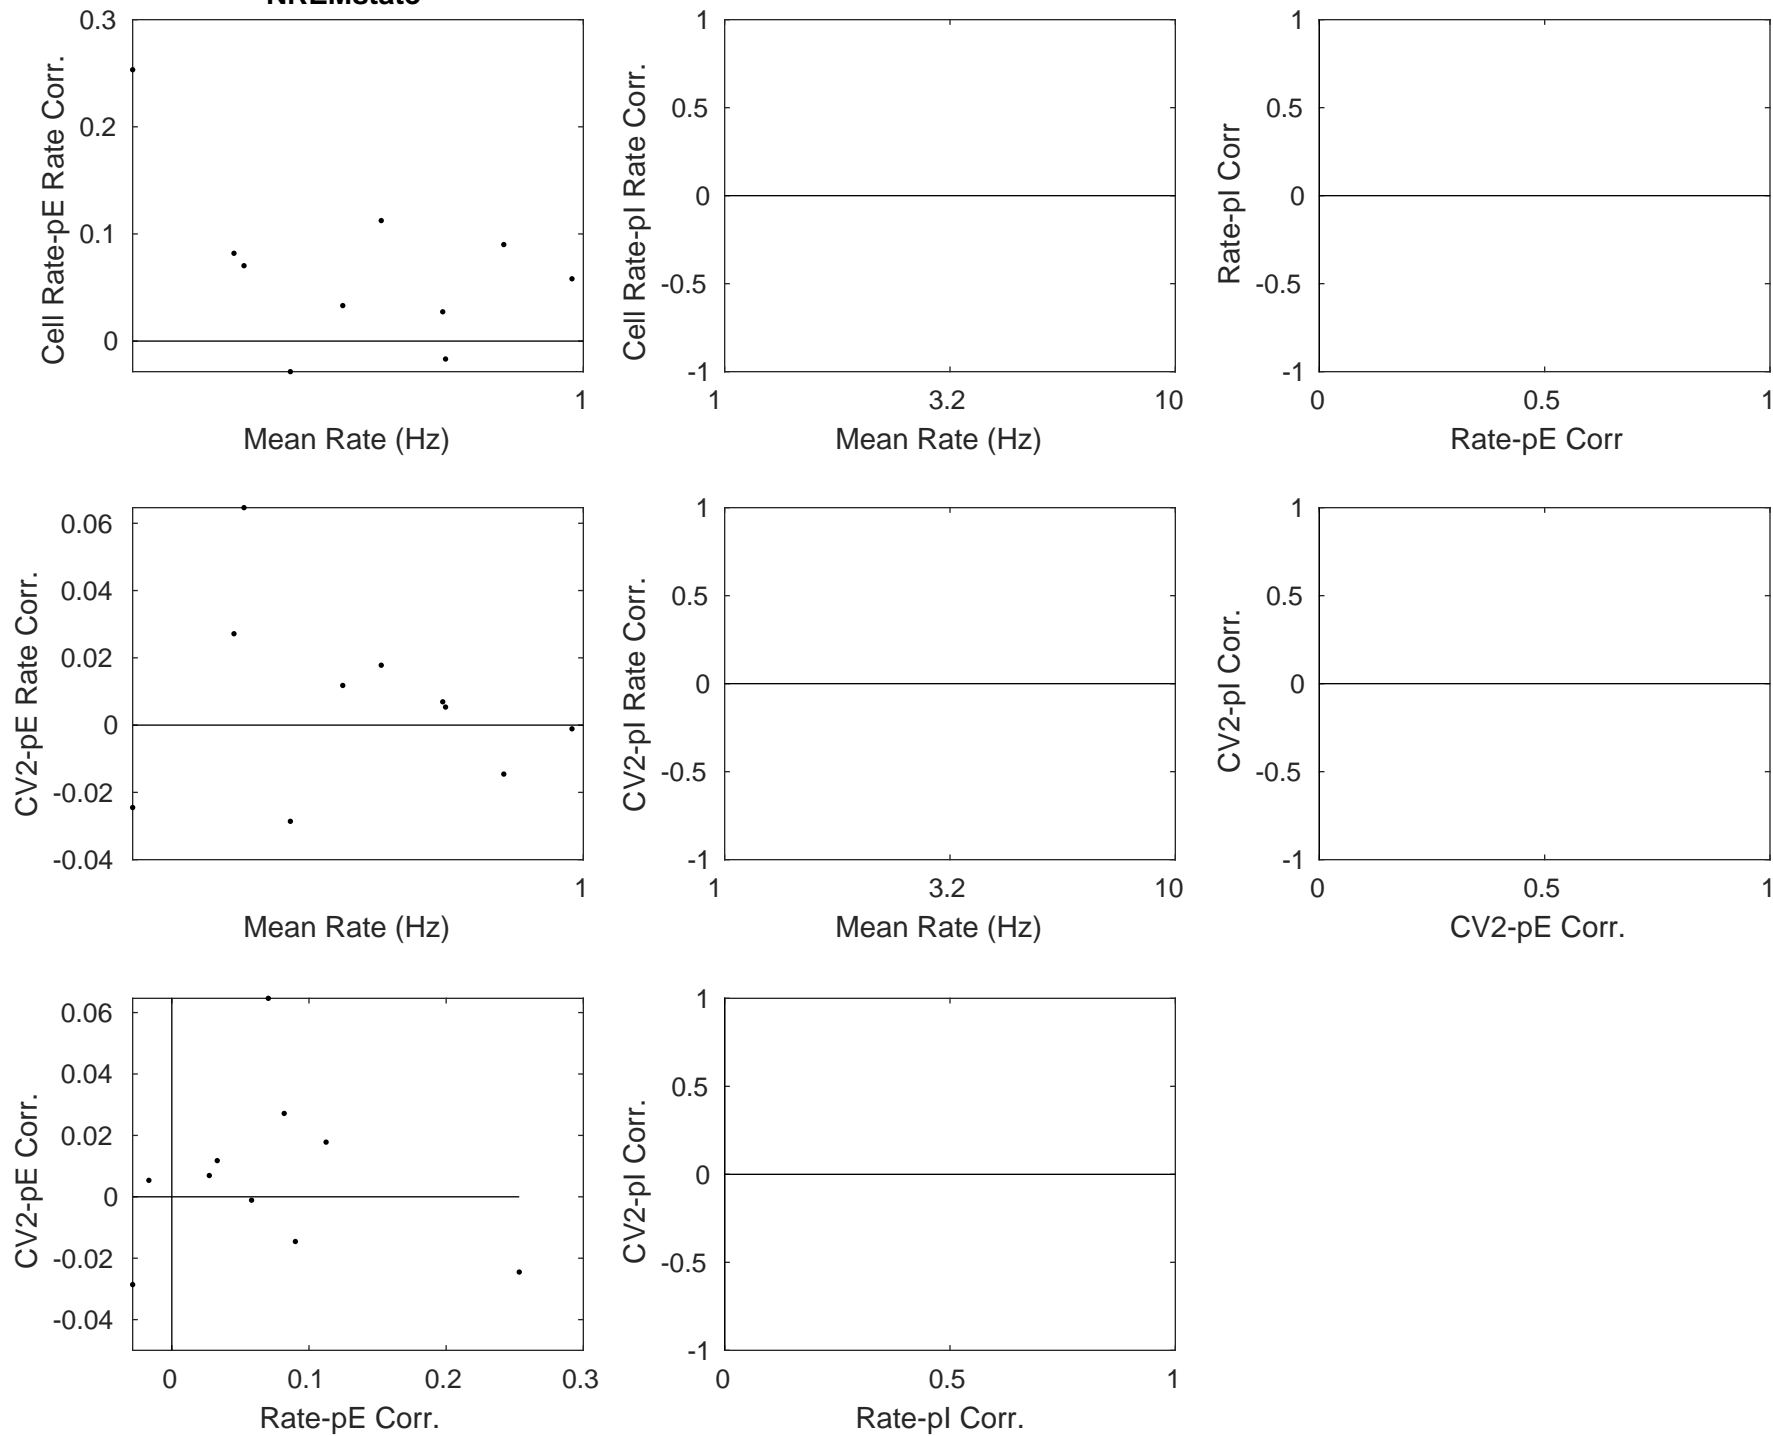 NREMstate
0.3
0.2
0.1
0
Cell Rate-pE Rate Corr.
1
Mean Rate (Hz)
1
0.5
0
-0.5
-1
Cell Rate-pI Rate Corr.
1 3.2 10
Mean Rate (Hz)
1
0.5
0
-0.5
-1
Rate-pI Corr
0 0.5 1
Rate-pE Corr
0.06
0.04
0.02
0
-0.02
-0.04
CV2-pE Rate Corr.
1
Mean Rate (Hz)
1
0.5
0
-0.5
-1
CV2-pI Rate Corr.
1 3.2 10
Mean Rate (Hz)
1
0.5
0
-0.5
-1
CV2-pI Corr.
0 0.5 1
CV2-pE Corr.
0.06
0.04
0.02
0
-0.02
-0.04
CV2-pE Corr.
0 0.1 0.2 0.3
Rate-pE Corr.
1
0.5
0
-0.5
-1
CV2-pI Corr.
0 0.5 1
Rate-pI Corr.